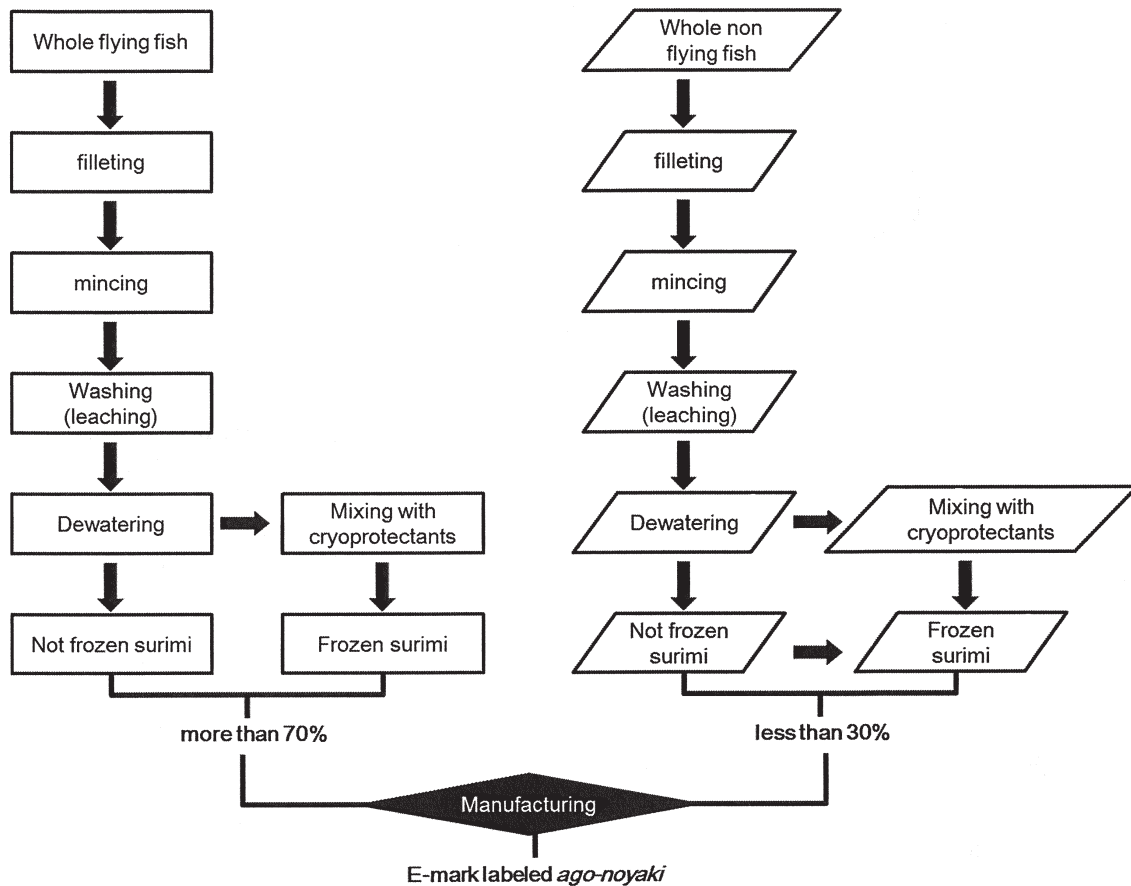 Whole flying fish
filleting
mincing
Washing
(leaching)
Dewatering
Mixing with
cryoprotectants
Not frozen surimi
Frozen surimi
more than 70%
Whole non
flying fish
filleting
mincing
Washing
(leaching)
Dewatering
Mixing with
cryoprotectants
Not frozen
surimi
Frozen
surimi
less than 30%
Manufacturing
E-mark labeled ago-noyaki